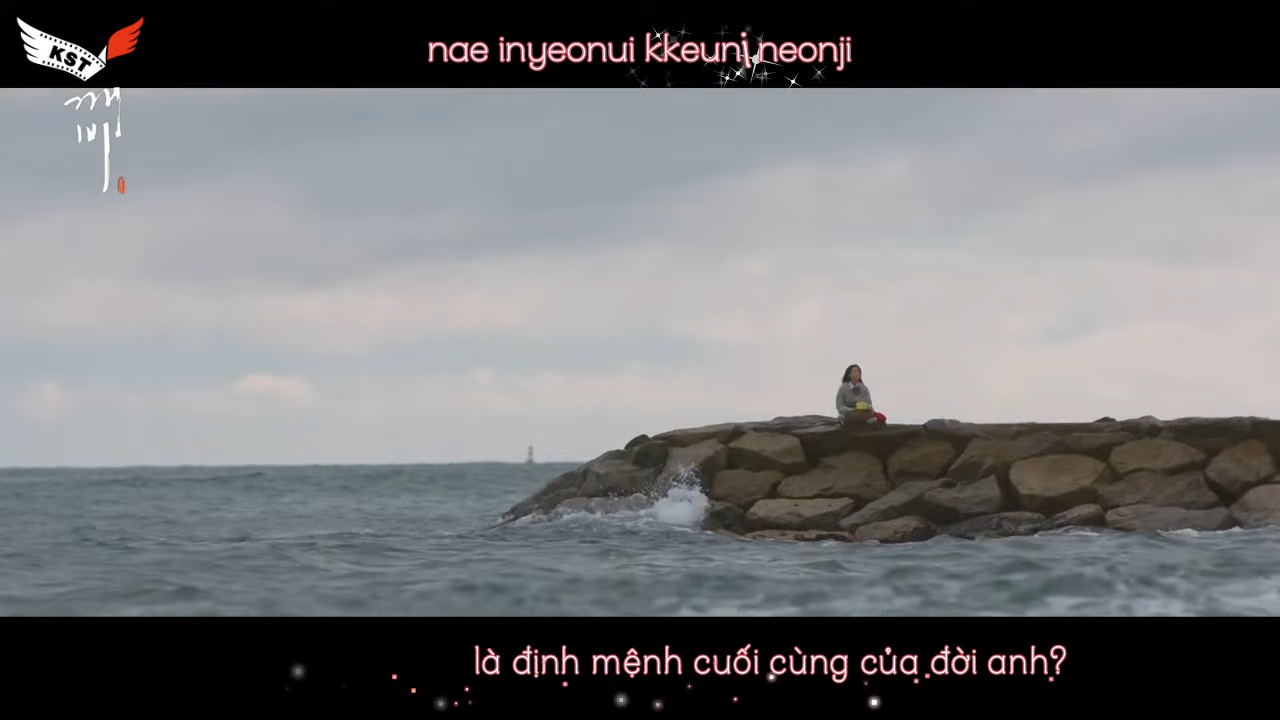 KST
nae inyeonui kkeuni neonji
là định mệnh cuối cùng của đời anh?